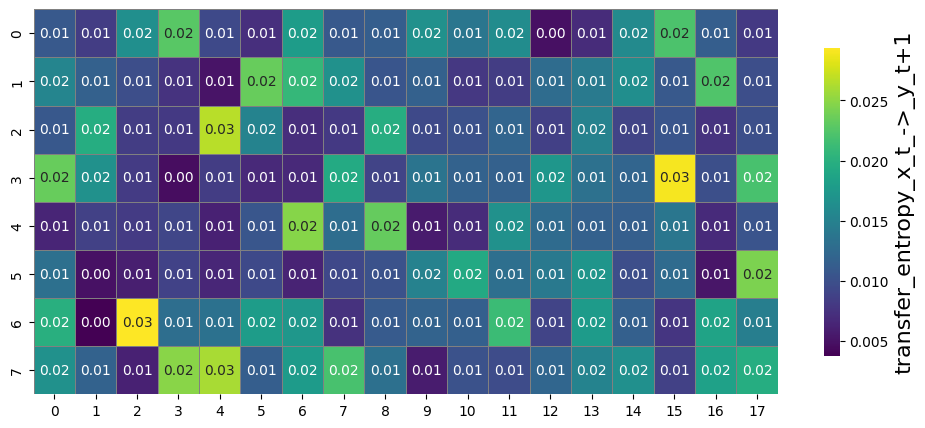 0 0.01 0.01 0.02 0.02 0.01 0.01 0.02 0.01 0.01 0.02 0.01 0.02 0.00 0.01 0.02 0.02 0.01 0.01
1 0.02 0.01 0.01 0.01 0.01 0.02 0.02 0.02 0.01 0.01 0.01 0.01 0.01 0.01 0.02 0.01 0.02 0.01
2 0.01 0.02 0.01 0.01 0.03 0.02 0.01 0.01 0.02 0.01 0.01 0.01 0.01 0.02 0.01 0.01 0.01 0.01
3 0.02 0.02 0.01 0.00 0.01 0.01 0.01 0.02 0.01 0.01 0.01 0.01 0.02 0.01 0.01 0.03 0.01 0.02
4 0.01 0.01 0.01 0.01 0.01 0.01 0.02 0.01 0.02 0.01 0.01 0.02 0.01 0.01 0.01 0.01 0.01 0.01
5 0.01 0.00 0.01 0.01 0.01 0.01 0.01 0.01 0.01 0.02 0.02 0.01 0.01 0.02 0.01 0.01 0.01 0.02
6 0.02 0.00 0.03 0.01 0.01 0.02 0.02 0.01 0.01 0.01 0.01 0.02 0.01 0.02 0.01 0.01 0.02 0.01
7 0.02 0.01 0.01 0.02 0.03 0.01 0.02 0.02 0.01 0.01 0.01 0.01 0.01 0.02 0.02 0.01 0.02 0.02
0 1 2 3 4 5 6 7 8 9 10 11 12 13 14 15 16 17
0.025
0.020
0.015
0.010
0.005
transfer_entropy_x_t_->_y_t+1